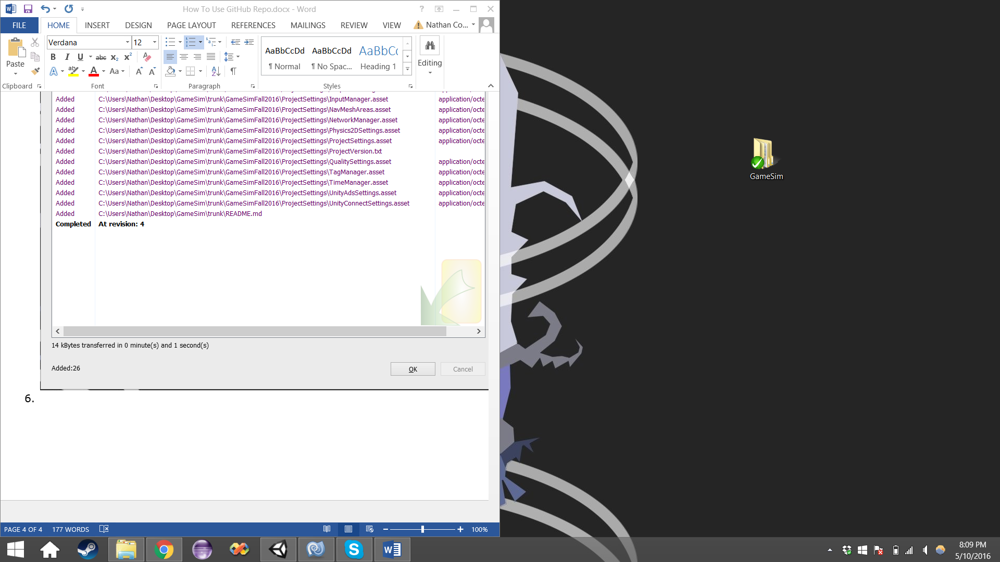 How To Use GitHub Repo.docx - Word
FILE HOME INSERT DESIGN PAGE LAYOUT REFERENCES MAILINGS REVIEW VIEW Nathan Co...
Verdana 12
Paste
AaBbCcDd AaBbCcDd AaBbCc
¶ Normal ¶ No Spac... Heading 1
Editing
Clipboard Font Paragraph Styles
Added C:\Users\Nathan\Desktop\GameSim\trunk\GameSimFall2016\ProjectSettings\InputManager.asset application/octe
Added C:\Users\Nathan\Desktop\GameSim\trunk\GameSimFall2016\ProjectSettings\NavMeshAreas.asset application/octe
Added C:\Users\Nathan\Desktop\GameSim\trunk\GameSimFall2016\ProjectSettings\NetworkManager.asset application/octe
Added C:\Users\Nathan\Desktop\GameSim\trunk\GameSimFall2016\ProjectSettings\Physics2DSettings.asset application/octe
Added C:\Users\Nathan\Desktop\GameSim\trunk\GameSimFall2016\ProjectSettings\ProjectSettings.asset application/octe
Added C:\Users\Nathan\Desktop\GameSim\trunk\GameSimFall2016\ProjectSettings\ProjectVersion.txt
Added C:\Users\Nathan\Desktop\GameSim\trunk\GameSimFall2016\ProjectSettings\QualitySettings.asset application/octe
Added C:\Users\Nathan\Desktop\GameSim\trunk\GameSimFall2016\ProjectSettings\TagManager.asset application/octe
Added C:\Users\Nathan\Desktop\GameSim\trunk\GameSimFall2016\ProjectSettings\TimeManager.asset application/octe
Added C:\Users\Nathan\Desktop\GameSim\trunk\GameSimFall2016\ProjectSettings\UnityAdsSettings.asset application/octe
Added C:\Users\Nathan\Desktop\GameSim\trunk\GameSimFall2016\ProjectSettings\UnityConnectSettings.asset application/octe
Added C:\Users\Nathan\Desktop\GameSim\trunk\README.md
Completed At revision: 4
14 kBytes transferred in 0 minute(s) and 1 second(s)
Added:26
OK Cancel
6.
PAGE 4 OF 4 177 WORDS 100%
GameSim
8:09 PM
5/10/2016